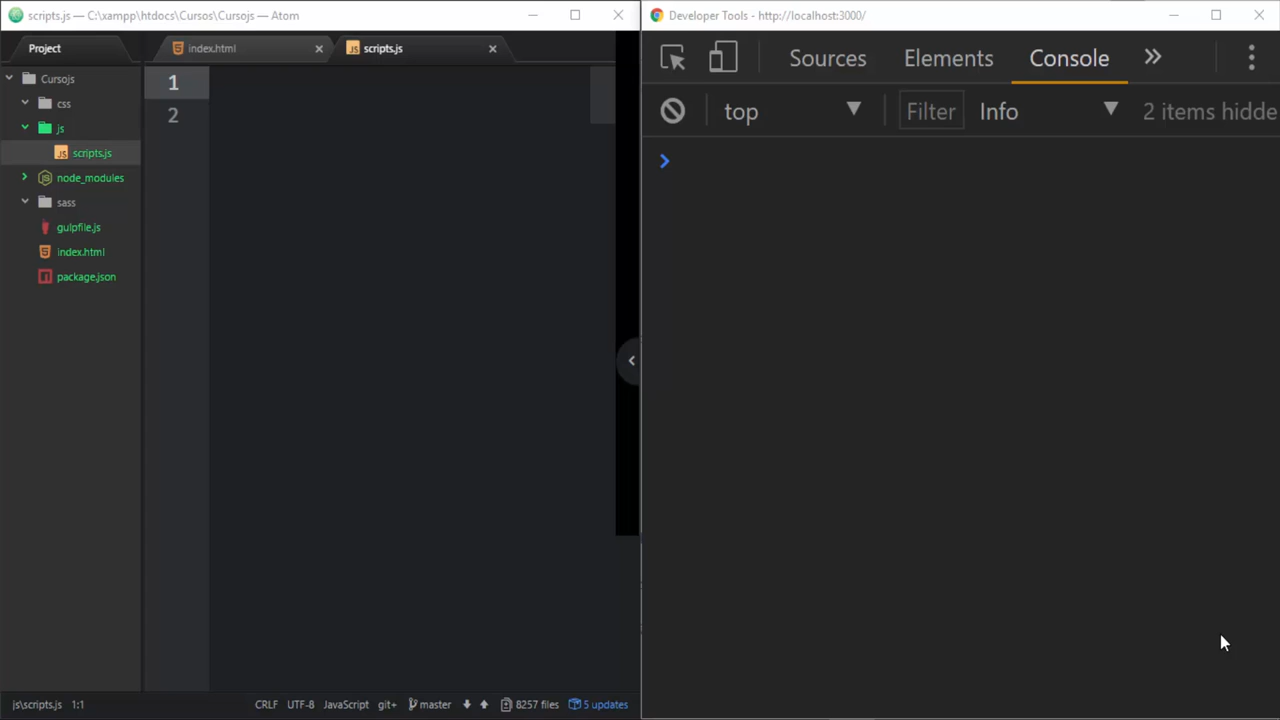 scripts.js — C:\xampp\htdocs\Cursos\Cursojs — Atom
Project
index.html
scripts.js
Cursojs
css
js
scripts.js
node_modules
sass
gulpfile.js
index.html
package.json
1
2
js\scripts.js 1:1
CRLF UTF-8 JavaScript git+ master 8257 files 5 updates
Developer Tools - http://localhost:3000/
Sources Elements Console
top Filter Info 2 items hidde